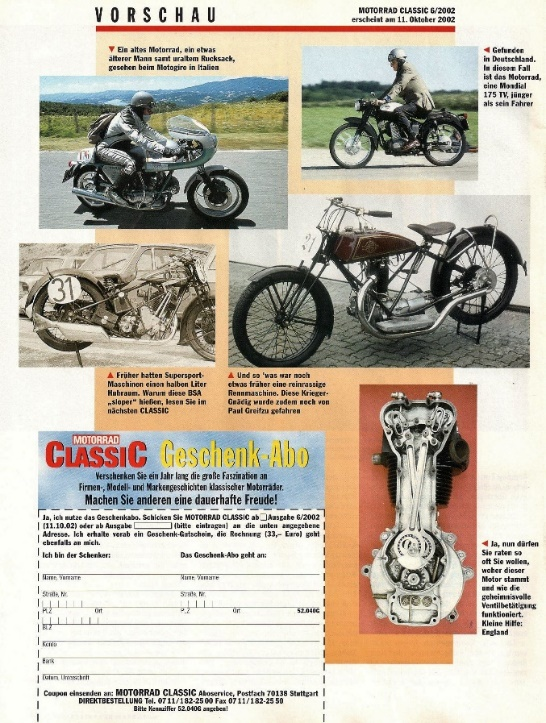 VORSCHAU
MOTORRAD CLASSIC 6/2002
erscheint am 11. Oktober 2002
▼ Ein altes Motorrad, ein etwas
älterer Mann samt uraltem Rucksack,
gesehen beim Motogiro in Italien
◄ Gefunden
in Deutschland.
In diesem Fall
ist das Motorrad,
eine Mondial
175 TV, jünger
als sein Fahrer
31
▲ Früher hatten Supersport-
Maschinen einen halben Liter
Hubraum. Warum diese BSA
„sloper“ hießen, lesen Sie im
nächsten CLASSIC
▲ Und so 'was war noch
etwas früher eine reinrassige
Rennmaschine. Diese Krieger-
Gnädig wurde zudem noch von
Paul Greifzu gefahren
MOTORRAD
CLASSIC Geschenk-Abo
Verschenken Sie ein Jahr lang die große Faszination an
Firmen-, Modell- und Markengeschichten klassischer Motorräder.
Machen Sie anderen eine dauerhafte Freude!
Ja, ich nutze das Geschenkabo. Schicken Sie MOTORRAD CLASSIC ab Ausgabe 6/2002
(11.10.02) oder ab Ausgabe (bitte eintragen) an die unten angegebene
Adresse. Ich erhalte vorab ein Geschenk-Gutschein, die Rechnung (33,– Euro) geht
ebenfalls an mich.
Ich bin der Schenker: Das Geschenk-Abo geht an:
Name, Vorname Name, Vorname
Straße, Nr. Straße, Nr.
PLZ Ort PLZ Ort 52.040G
BLZ
Konto
Bank
Datum, Unterschrift
Coupon einsenden an: MOTORRAD CLASSIC Aboservice, Postfach 70138 Stuttgart
DIREKTBESTELLUNG Tel. 07 11/1 82-25 00 Fax 07 11/1 82-25 50
Bitte Kennziffer 52.040G angeben!
◄ Ja, nun dürfen
Sie raten so
oft Sie wollen,
woher dieser
Motor stammt
und wie die
geheimnisvolle
Ventilbetätigung
funktioniert.
Kleine Hilfe:
England